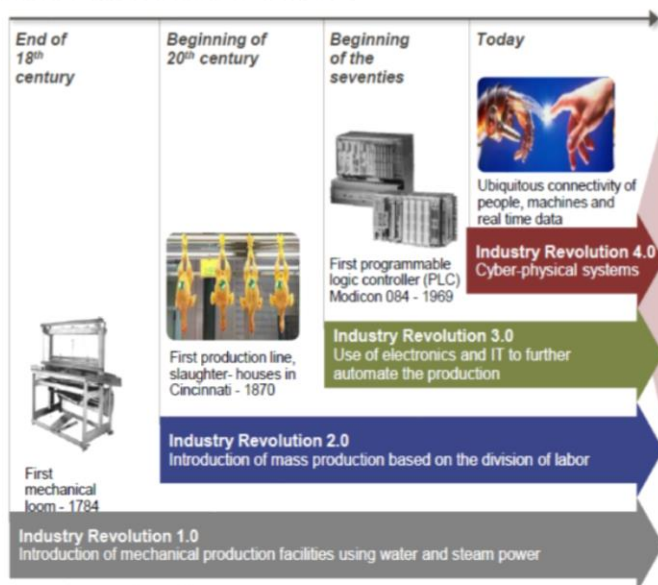 End of
18th
century
Beginning of
20th century
Beginning
of the
seventies
Today
Ubiquitous connectivity of
people, machines and
real time data
Industry Revolution 4.0
Cyber-physical systems
First programmable
logic controller (PLC)
Modicon 084 - 1969
Industry Revolution 3.0
Use of electronics and IT to further
automate the production
First production line,
slaughter- houses in
Cincinnati - 1870
Industry Revolution 2.0
Introduction of mass production based on the division of labor
First
mechanical
loom - 1784
Industry Revolution 1.0
Introduction of mechanical production facilities using water and steam power